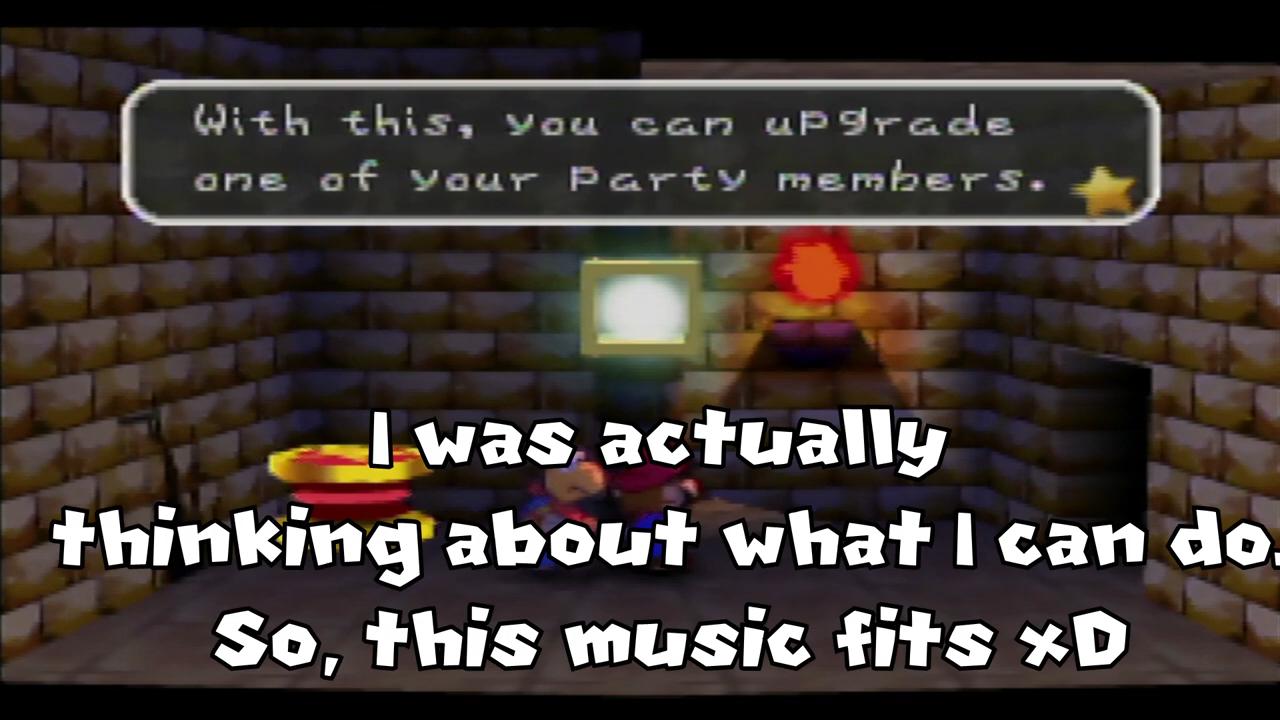 With this, you can upgrade
one of your party members.
I was actually
thinking about what I can do.
So, this music fits xD